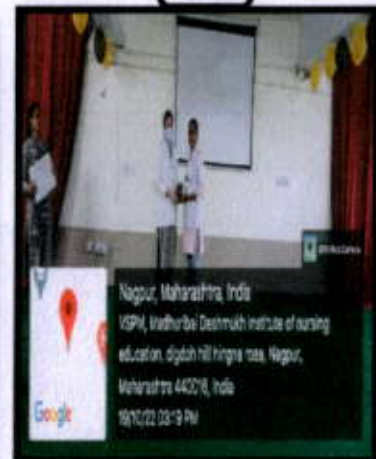 Nagpur, Maharashtra, India
VSPM, Madhuribai Deshmukh institute of nursing
education, digdoh hill hingna road, Nagpur,
Maharashtra 440016, India
19/10/22 03:19 PM
Google